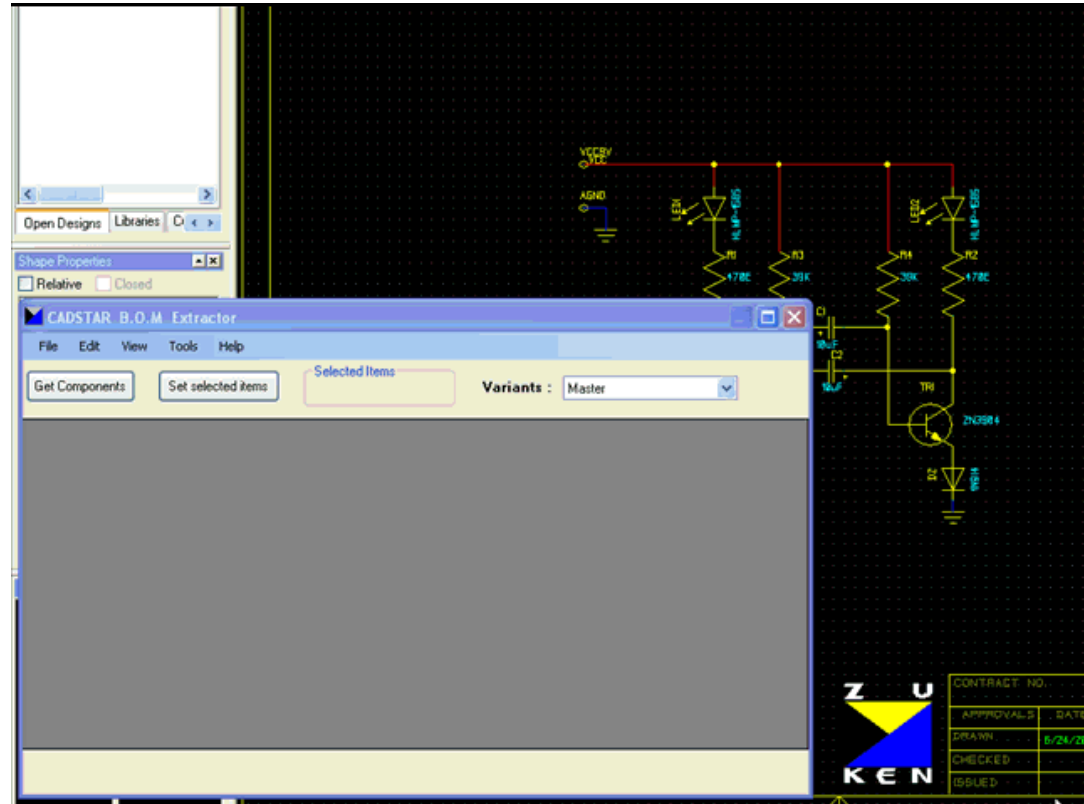 Open Designs Libraries
Shape Properties
Relative Closed
CADSTAR B.O.M Extractor
File Edit View Tools Help
Get Components Set selected items Selected Items Variants : Master
VCC
AGND
LED1
HLMP-1585
LED2
HLMP-1585
R1
470E
R3
39K
R4
39K
R2
470E
C1
10uF
10uF
TR1
2N3904
Z U
KEN
CONTRACT NO.
APPROVALS
DRAWN
CHECKED
ISSUED